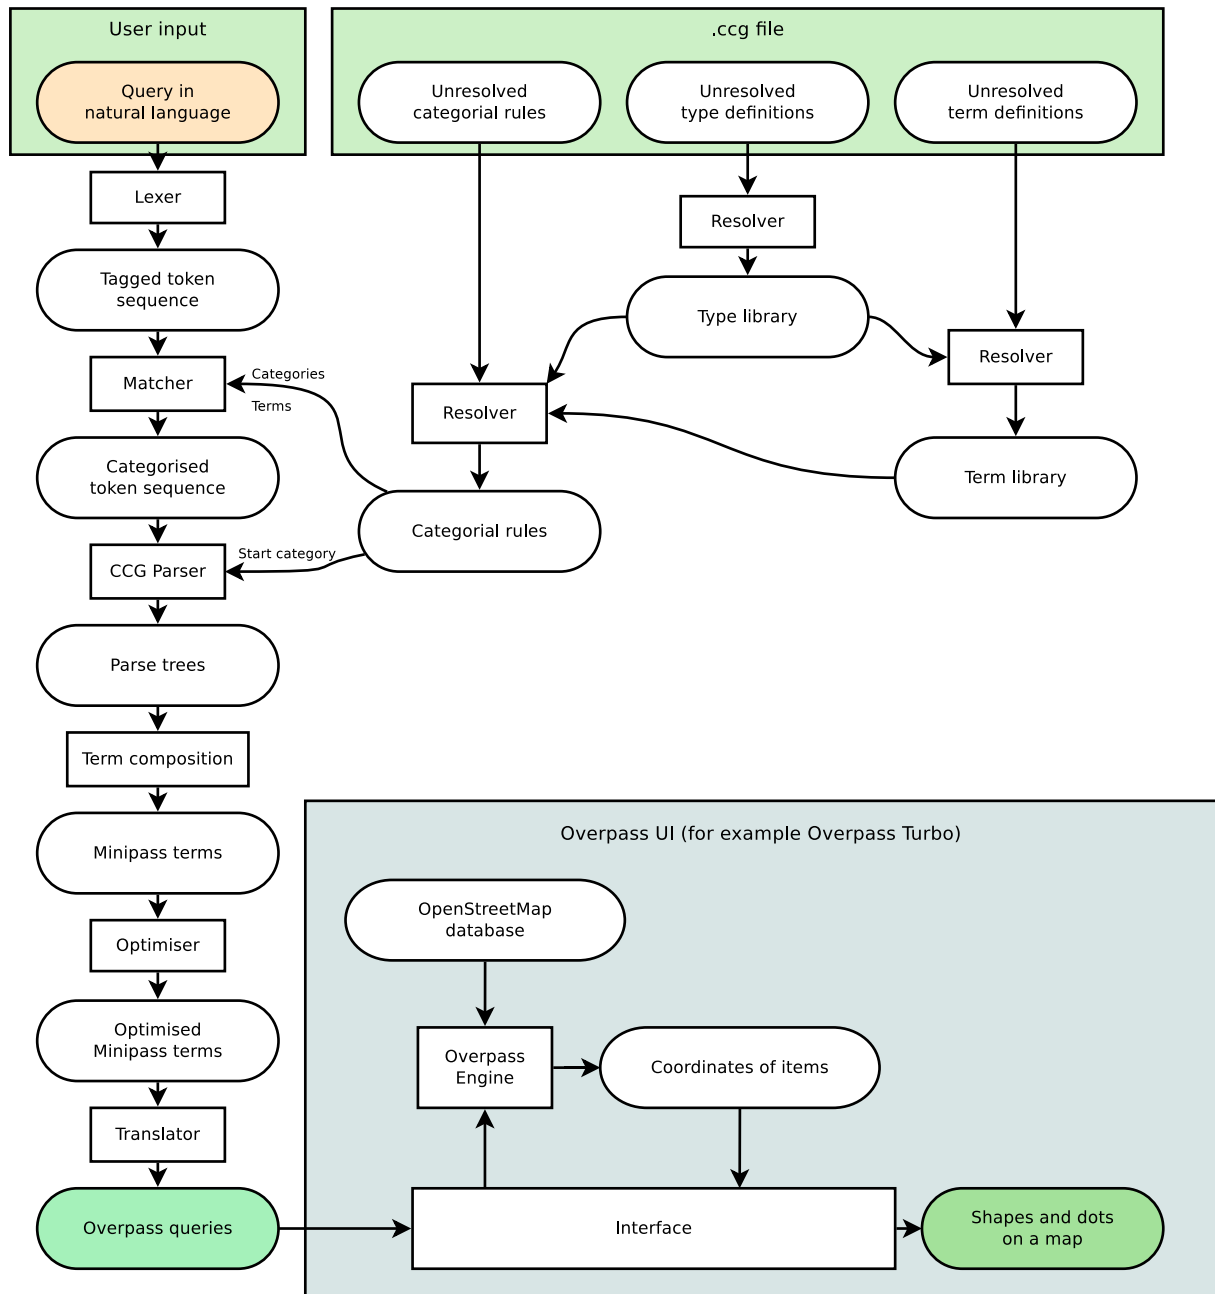 User input
.ccg file
Query in
natural language
Unresolved
categorial rules
Unresolved
type definitions
Unresolved
term definitions
Lexer
Resolver
Tagged token
sequence
Type library
Resolver
Matcher
Categories
Terms
Resolver
Categorised
token sequence
Term library
Categorial rules
Start category
CCG Parser
Parse trees
Term composition
Minipass terms
Overpass UI (for example Overpass Turbo)
OpenStreetMap
database
Optimiser
Optimised
Minipass terms
Overpass
Engine
Coordinates of items
Translator
Overpass queries
Interface
Shapes and dots
on a map